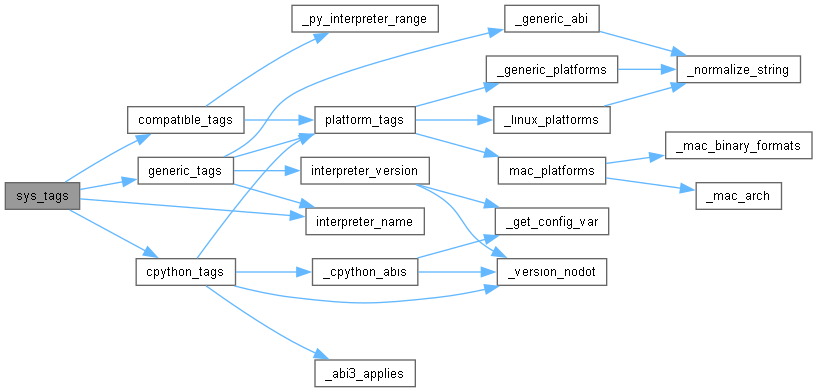 _py_interpreter_range
_generic_abi
_generic_platforms
_normalize_string
compatible_tags
platform_tags
_linux_platforms
_mac_binary_formats
generic_tags
interpreter_version
mac_platforms
sys_tags
_mac_arch
interpreter_name
_get_config_var
cpython_tags
_cpython_abis
_version_nodot
_abi3_applies